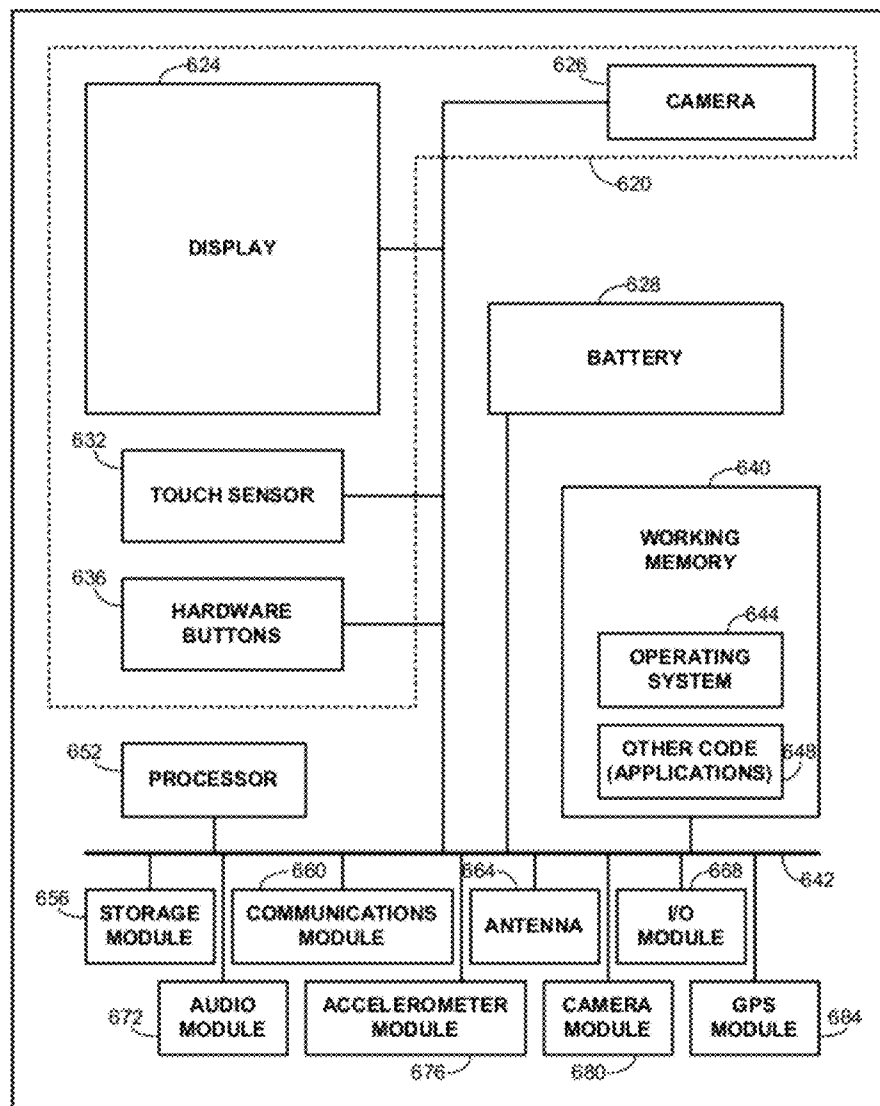 624
626
CAMERA
620
DISPLAY
628
BATTERY
632
TOUCH SENSOR
640
WORKING
MEMORY
636
HARDWARE
BUTTONS
644
OPERATING
SYSTEM
652
PROCESSOR
OTHER CODE
(APPLICATIONS)
648
660
664
668
642
656
STORAGE
MODULE
COMMUNICATIONS
MODULE
ANTENNA
I/O
MODULE
672
AUDIO
MODULE
ACCELEROMETER
MODULE
CAMERA
MODULE
GPS
MODULE
684
676
680